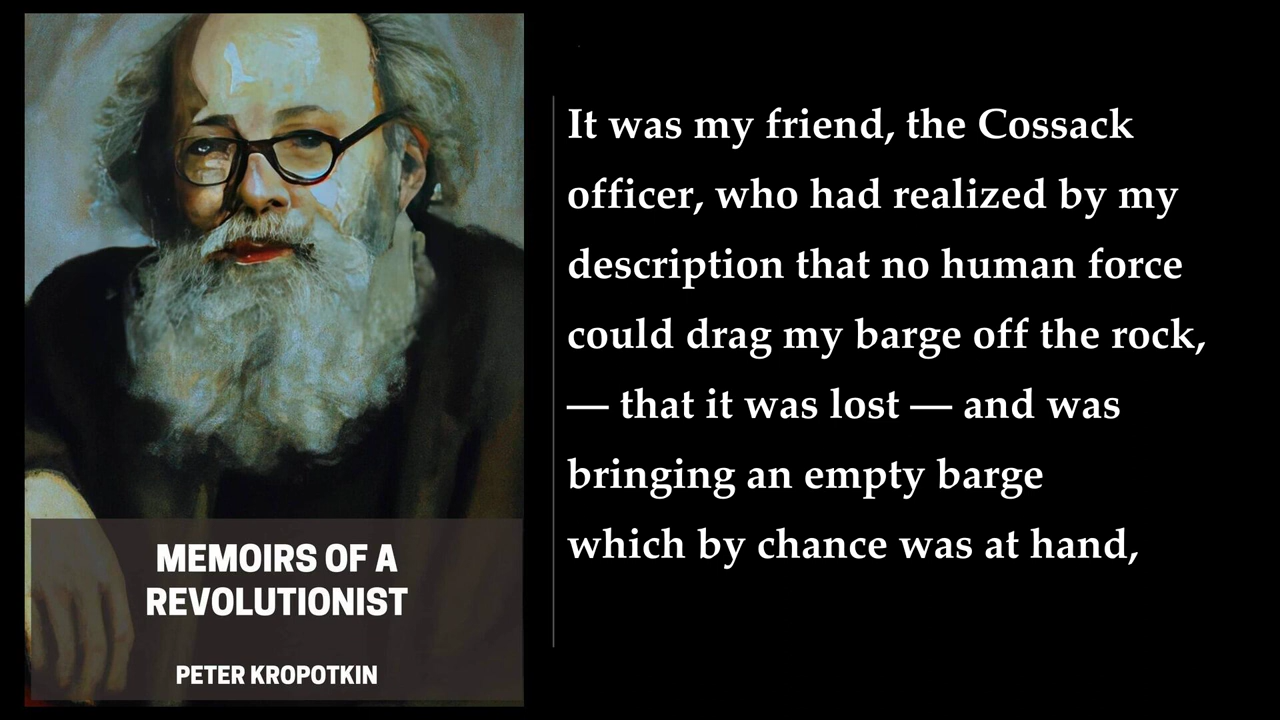 MEMOIRS OF A
REVOLUTIONIST
PETER KROPOTKIN
It was my friend, the Cossack
officer, who had realized by my
description that no human force
could drag my barge off the rock,
— that it was lost — and was
bringing an empty barge
which by chance was at hand,